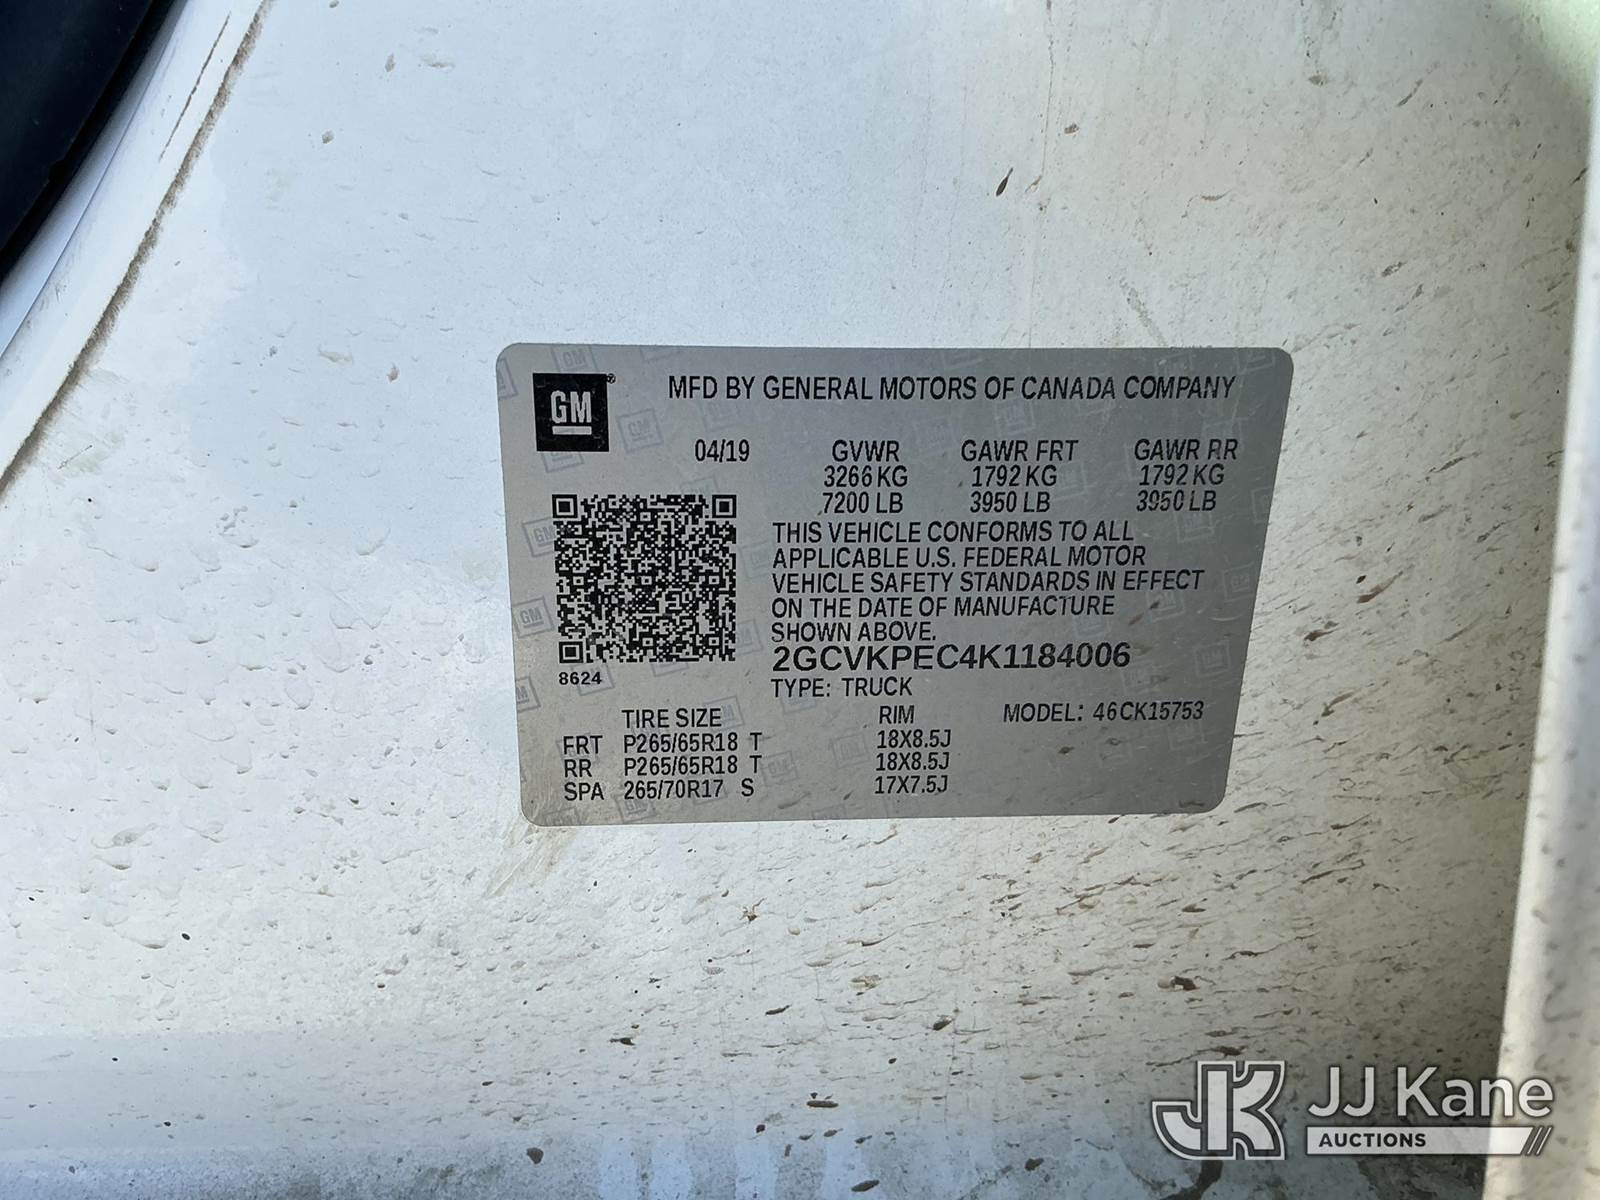 GM
MFD BY GENERAL MOTORS OF CANADA COMPANY
04/19 GVWR GAWR FRT GAWR RR
3266 KG 1792 KG 1792 KG
7200 LB 3950 LB 3950 LB
THIS VEHICLE CONFORMS TO ALL
APPLICABLE U.S. FEDERAL MOTOR
VEHICLE SAFETY STANDARDS IN EFFECT
ON THE DATE OF MANUFACTURE
SHOWN ABOVE.
2GCVKPEC4K1184006
8624
TYPE: TRUCK
TIRE SIZE RIM MODEL: 46CK15753
FRT P265/65R18 T 18X8.5J
RR P265/65R18 T 18X8.5J
SPA 265/70R17 S 17X7.5J
JK JJ Kane
AUCTIONS